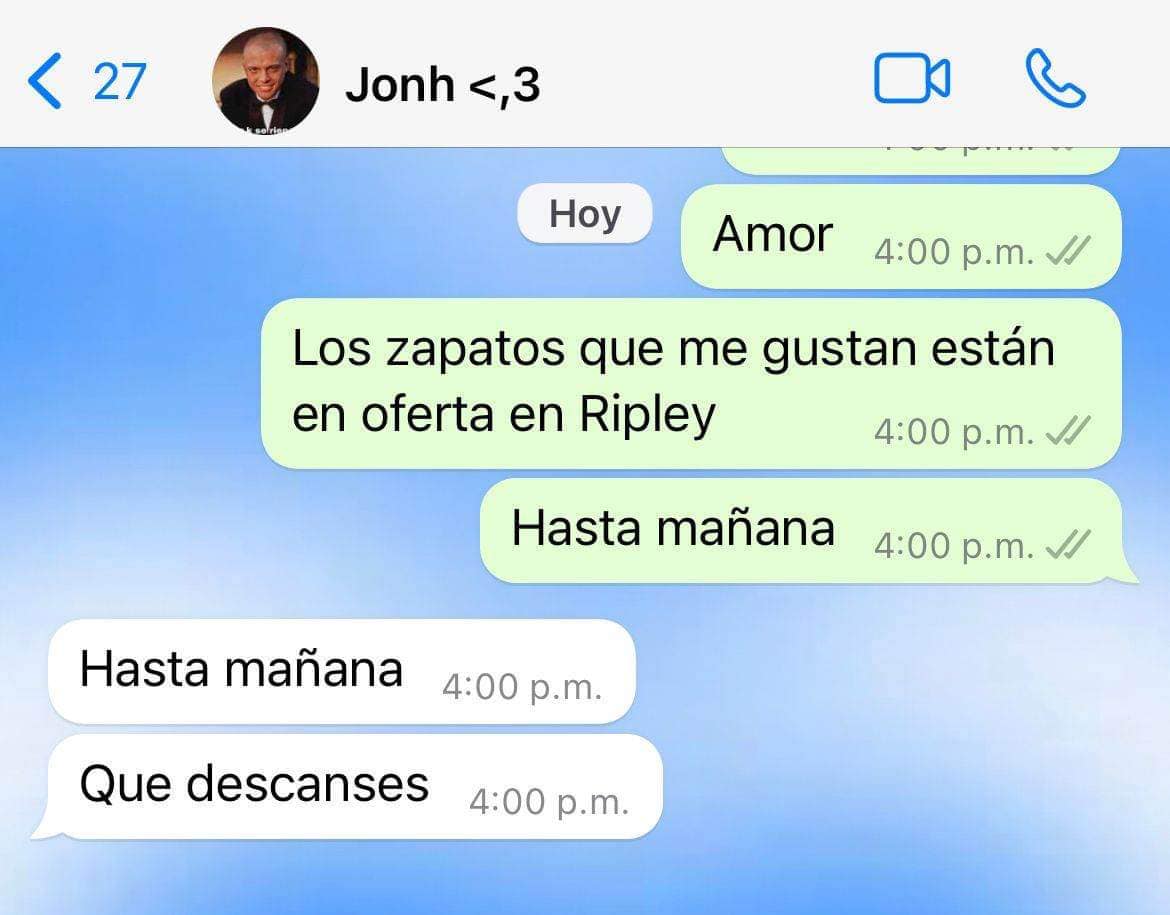 27
Jonh <,3
Hoy
Amor
4:00 p.m.
Los zapatos que me gustan están
en oferta en Ripley
4:00 p.m.
Hasta mañana
4:00 p.m.
Hasta mañana
4:00 p.m.
Que descanses
4:00 p.m.